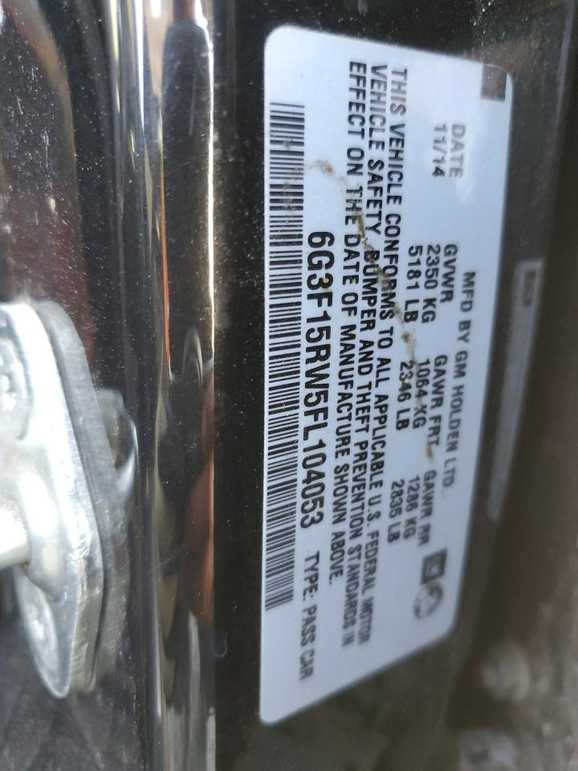 MFD BY GM HOLDEN LTD.
DATE GVWR GAWR FRT GAWR RR
11/14 2350 KG 1064 KG 1286 KG
5181 LB 2346 LB 2835 LB
THIS VEHICLE CONFORMS TO ALL APPLICABLE U.S. FEDERAL MOTOR
VEHICLE SAFETY, BUMPER AND THEFT PREVENTION STANDARDS IN
EFFECT ON THE DATE OF MANUFACTURE SHOWN ABOVE.
6G3F15RW5FL104053 TYPE: PASS CAR